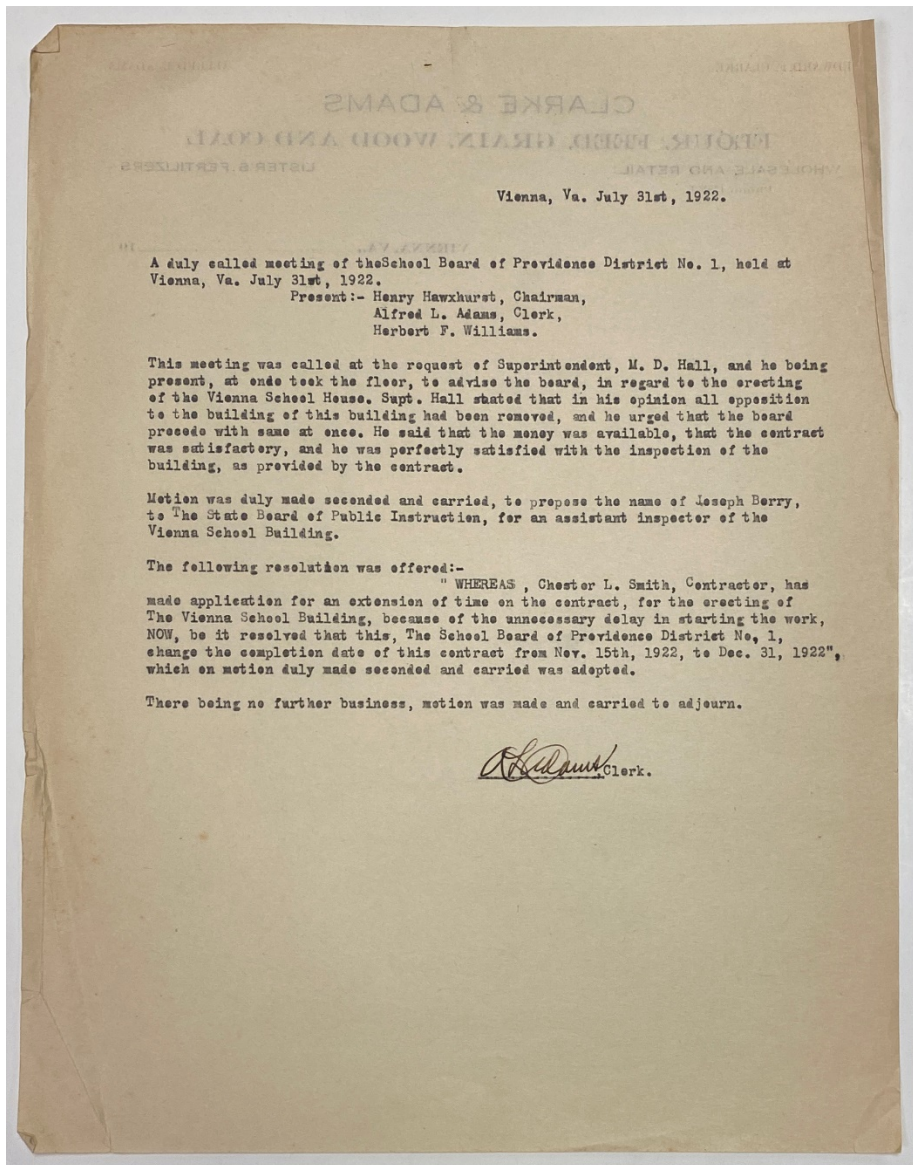 CLARKE & ADAMS
FLOUR, FEED, GRAIN, WOOD AND COAL
WHOLESALE AND RETAIL
LISTER'S FERTILIZERS
Vienna, Va. July 31st, 1922.
VIENNA, VA., 19
A duly called meeting of theSchool Board of Providence District No. 1, held at
Vienna, Va. July 31st, 1922.
Present:- Henry Hawxhurst, Chairman,
Alfred L. Adams, Clerk,
Herbert F. Williams.
This meeting was called at the request of Superintendent, M. D. Hall, and he being
present, at onde took the floor, to advise the board, in regard to the erecting
of the Vienna School House. Supt. Hall stated that in his opinion all opposition
to the building of this building had been removed, and he urged that the board
procede with same at once. He said that the money was available, that the contract
was satisfactory, and he was perfectly satisfied with the inspection of the
building, as provided by the contract.
Motion was duly made seconded and carried, to propose the name of Joseph Berry,
to The State Board of Public Instruction, for an assistant inspector of the
Vienna School Building.
The following resolution was offered:-
" WHEREAS , Chester L. Smith, Contractor, has
made application for an extension of time on the contract, for the erecting of
The Vienna School Building, because of the unnecessary delay in starting the work,
NOW, be it resolved that this, The School Board of Providence District No, 1,
change the completion date of this contract from Nov. 15th, 1922, to Dec. 31, 1922",
which on motion duly made seconded and carried was adopted.
There being no further business, motion was made and carried to adjourn.
A L Adams, Clerk.